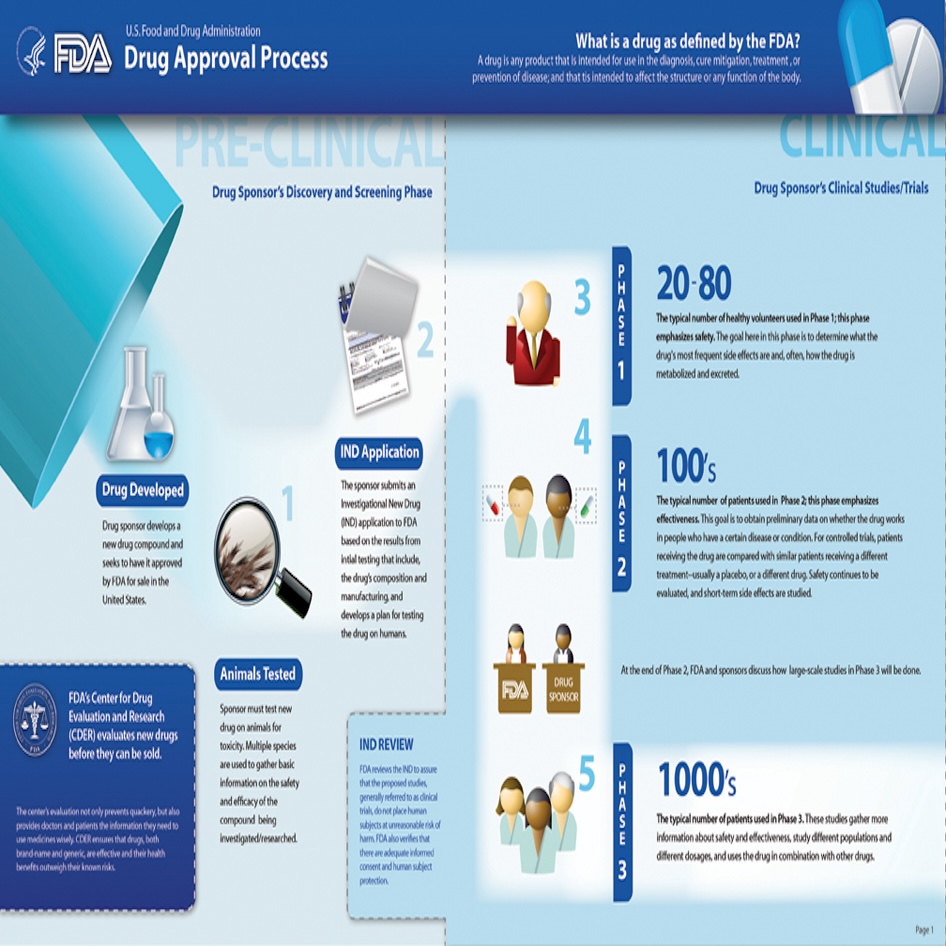 FDA
U.S. Food and Drug Administration
Drug Approval Process
What is a drug as defined by the FDA?
A drug is any product that is intended for use in the diagnosis, cure mitigation, treatment , or
prevention of disease; and that tis intended to affect the structure or any function of the body.
PRE-CLINICAL
Drug Sponsor's Discovery and Screening Phase
Drug Developed
Drug sponsor develops a
new drug compound and
seeks to have it approved
by FDA for sale in the
United States.
1
Animals Tested
Sponsor must test new
drug on animals for
toxicity. Multiple species
are used to gather basic
information on the safety
and efficacy of the
compound being
investigated/researched.
2
IND Application
The sponsor submits an
Investigational New Drug
(IND) application to FDA
based on the results from
intial testing that include,
the drug's composition and
manufacturing, and
develops a plan for testing
the drug on humans.
FDA's Center for Drug
Evaluation and Research
(CDER) evaluates new drugs
before they can be sold.
The center's evaluation not only prevents quackery, but also
provides doctors and patients the information they need to
use medicines wisely. CDER ensures that drugs, both
brand-name and generic, are effective and their health
benefits outweigh their known risks.
IND REVIEW
FDA reviews the IND to assure
that the proposed studies,
generally referred to as clinical
trials, do not place human
subjects at unreasonable risk of
harm. FDA also verifies that
there are adequate informed
consent and human subject
protection.
CLINICAL
Drug Sponsor's Clinical Studies/Trials
3
PHASE 1
20-80
The typical number of healthy volunteers used in Phase 1; this phase
emphasizes safety. The goal here in this phase is to determine what the
drug's most frequent side effects are and, often, how the drug is
metabolized and excreted.
4
PHASE 2
100's
The typical number of patients used in Phase 2; this phase emphasizes
effectiveness. This goal is to obtain preliminary data on whether the drug works
in people who have a certain disease or condition. For controlled trials, patients
receiving the drug are compared with similar patients receiving a different
treatment--usually a placebo, or a different drug. Safety continues to be
evaluated, and short-term side effects are studied.
FDA
DRUG
SPONSOR
At the end of Phase 2, FDA and sponsors discuss how large-scale studies in Phase 3 will be done.
5
PHASE 3
1000's
The typical number of patients used in Phase 3. These studies gather more
information about safety and effectiveness, study different populations and
different dosages, and uses the drug in combination with other drugs.
Page 1